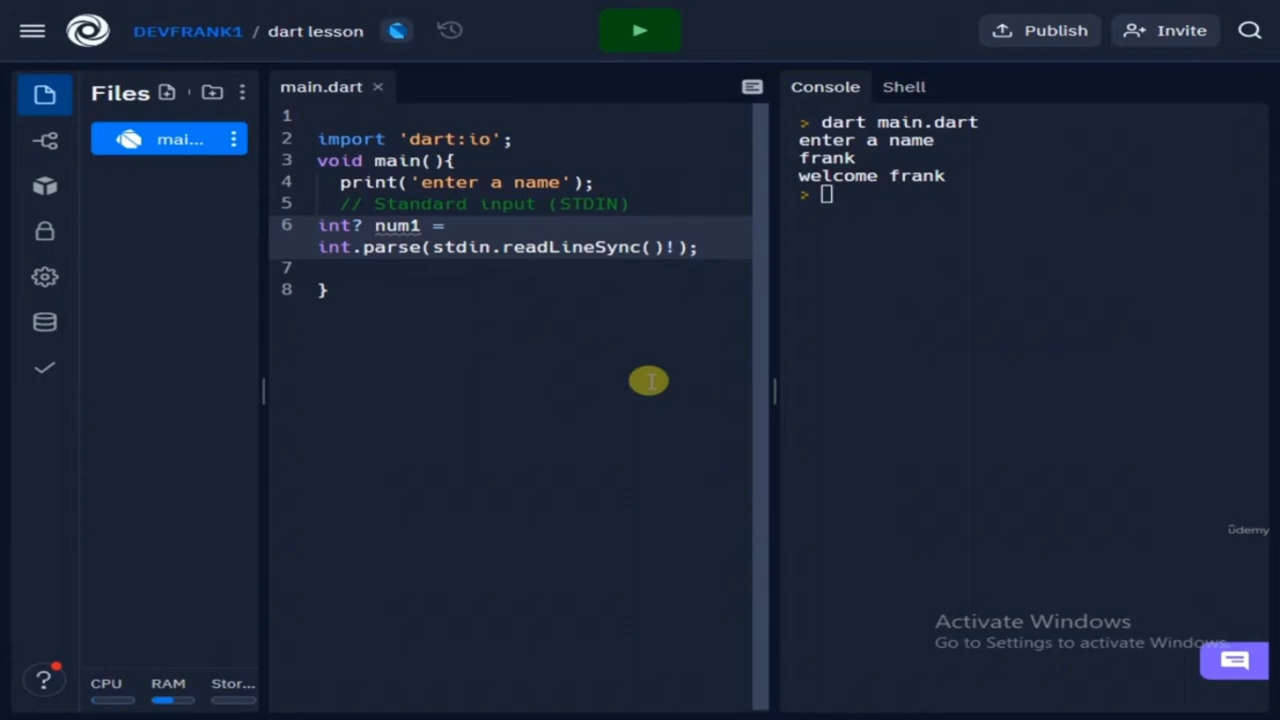 DEVFRANK1 / dart lesson
Publish
Invite
Files
mai...
main.dart ×
1
2 import 'dart:io';
3 void main(){
4 print('enter a name');
5 // Standard input (STDIN)
6 int? num1 =
int.parse(stdin.readLineSync()!);
7
8 }
Console Shell
> dart main.dart
enter a name
frank
welcome frank
>
ûdemy
Activate Windows
Go to Settings to activate Windows.
?
CPU RAM Stor...